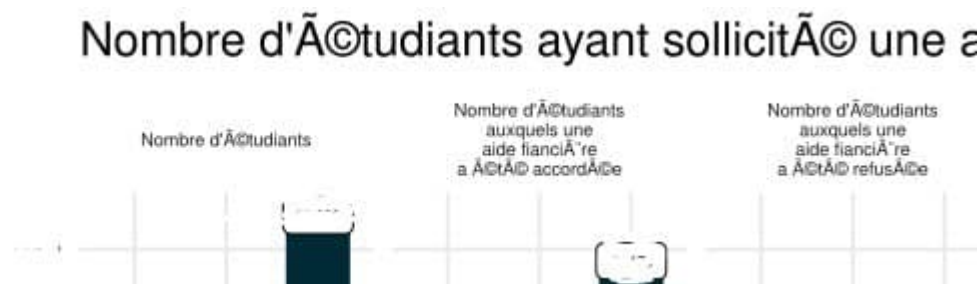 Nombre d'Ã©tudiants ayant sollicitÃ© une a
Nombre d'Ã©tudiants
Nombre d'Ã©tudiants
auxquels une
aide fianciÃ¨re
a Ã©tÃ© accordÃ©e
Nombre d'Ã©tudiants
auxquels une
aide fianciÃ¨re
a Ã©tÃ© refusÃ©e